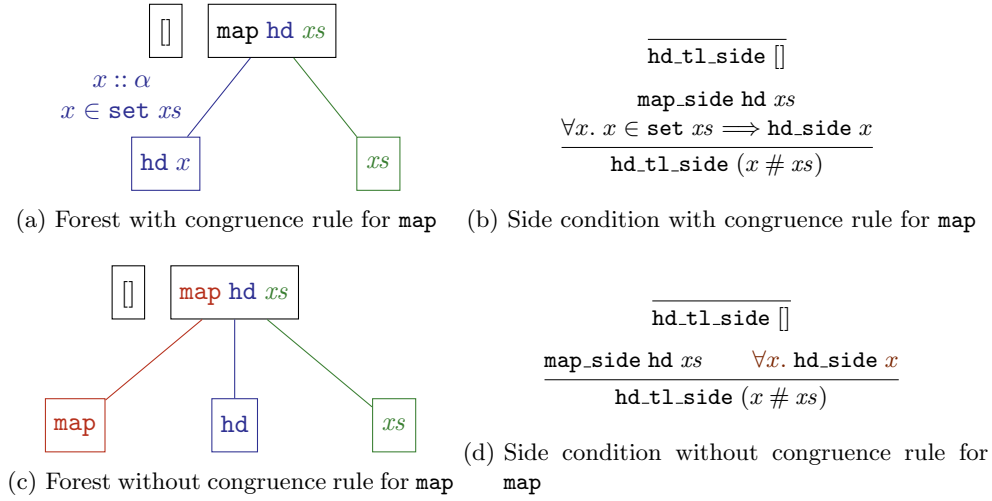 [] map hd xs
x :: α
x ∈ set xs
hd x xs
(a) Forest with congruence rule for map
hd_tl_side []
map_side hd xs
∀x. x ∈ set xs ⟹ hd_side x
hd_tl_side (x # xs)
(b) Side condition with congruence rule for map
[] map hd xs
map hd xs
(c) Forest without congruence rule for map
hd_tl_side []
map_side hd xs ∀x. hd_side x
hd_tl_side (x # xs)
(d) Side condition without congruence rule for
map